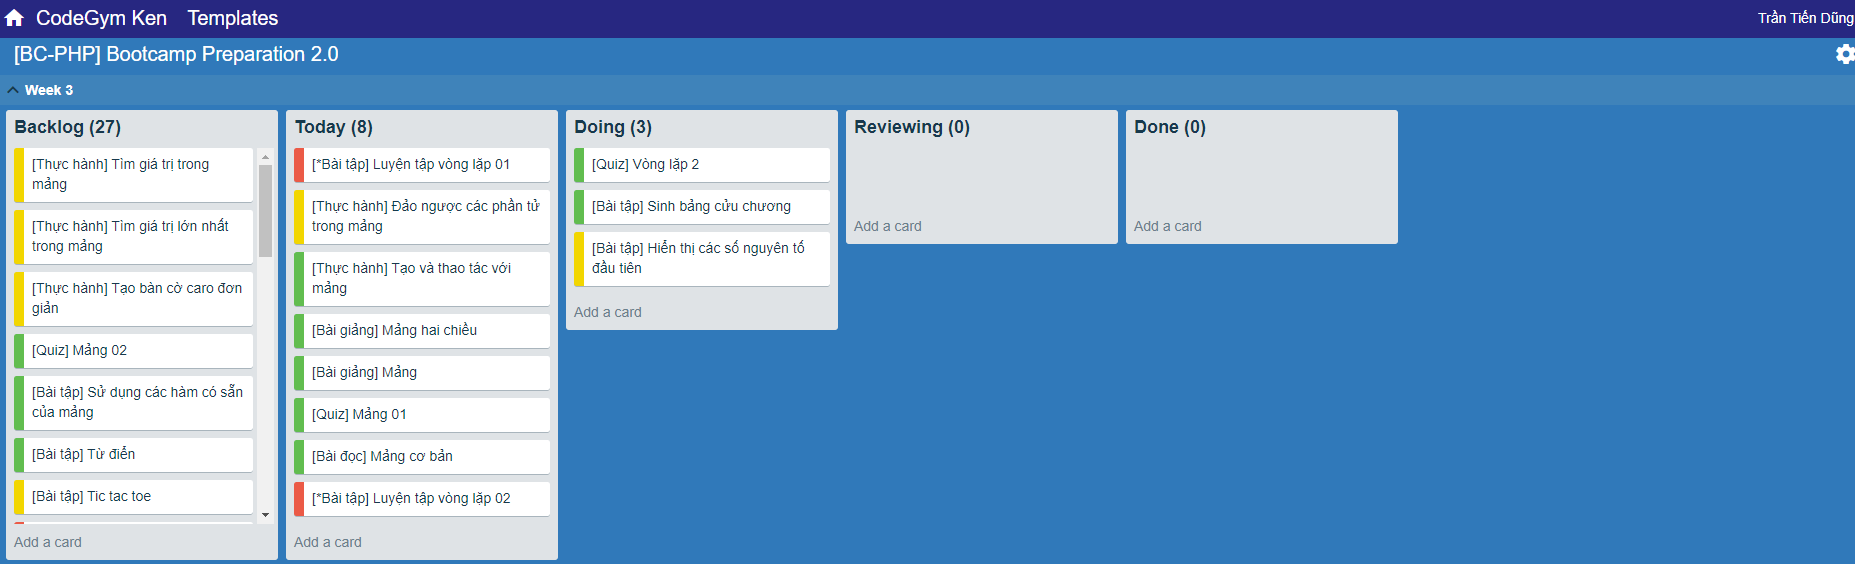 CodeGym Ken Templates Trần Tiến Dũng
[BC-PHP] Bootcamp Preparation 2.0
Week 3
Backlog (27)
[Thực hành] Tìm giá trị trong
mảng
[Thực hành] Tìm giá trị lớn nhất
trong mảng
[Thực hành] Tạo bàn cờ caro đơn
giản
[Quiz] Mảng 02
[Bài tập] Sử dụng các hàm có sẵn
của mảng
[Bài tập] Từ điển
[Bài tập] Tic tac toe
Add a card
Today (8)
[*Bài tập] Luyện tập vòng lặp 01
[Thực hành] Đảo ngược các phần tử
trong mảng
[Thực hành] Tạo và thao tác với
mảng
[Bài giảng] Mảng hai chiều
[Bài giảng] Mảng
[Quiz] Mảng 01
[Bài đọc] Mảng cơ bản
[*Bài tập] Luyện tập vòng lặp 02
Add a card
Doing (3)
[Quiz] Vòng lặp 2
[Bài tập] Sinh bảng cửu chương
[Bài tập] Hiển thị các số nguyên tố
đầu tiên
Add a card
Reviewing (0)
Add a card
Done (0)
Add a card